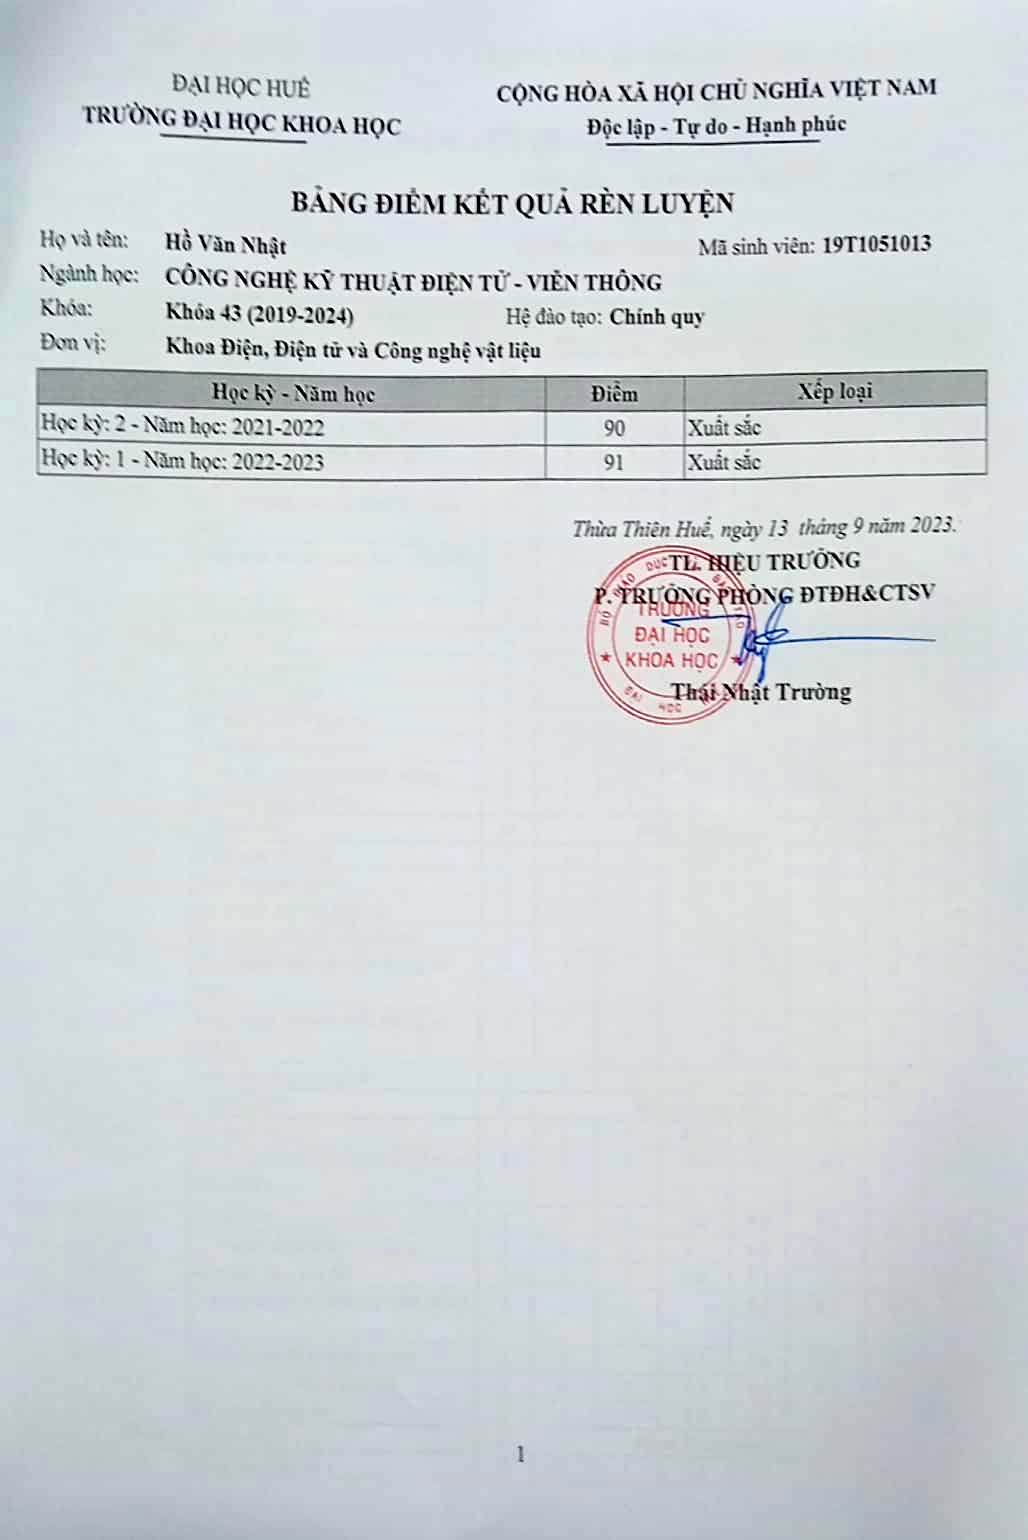 ĐẠI HỌC HUẾ
TRƯỜNG ĐẠI HỌC KHOA HỌC
CỘNG HÒA XÃ HỘI CHỦ NGHĨA VIỆT NAM
Độc lập - Tự do - Hạnh phúc
BẢNG ĐIỂM KẾT QUẢ RÈN LUYỆN
Họ và tên: Hồ Văn Nhật Mã sinh viên: 19T1051013
Ngành học: CÔNG NGHỆ KỸ THUẬT ĐIỆN TỬ - VIỄN THÔNG
Khóa: Khóa 43 (2019-2024) Hệ đào tạo: Chính quy
Đơn vị: Khoa Điện, Điện tử và Công nghệ vật liệu
Học kỳ - Năm học Điểm Xếp loại
Học kỳ: 2 - Năm học: 2021-2022 90 Xuất sắc
Học kỳ: 1 - Năm học: 2022-2023 91 Xuất sắc
Thừa Thiên Huế, ngày 13 tháng 9 năm 2023.
TL. HIỆU TRƯỞNG
P. TRƯỞNG PHÒNG ĐTĐH&CTSV
TRƯỜNG
ĐẠI HỌC
KHOA HỌC
ĐẠI HỌC
Thái Nhật Trường
1